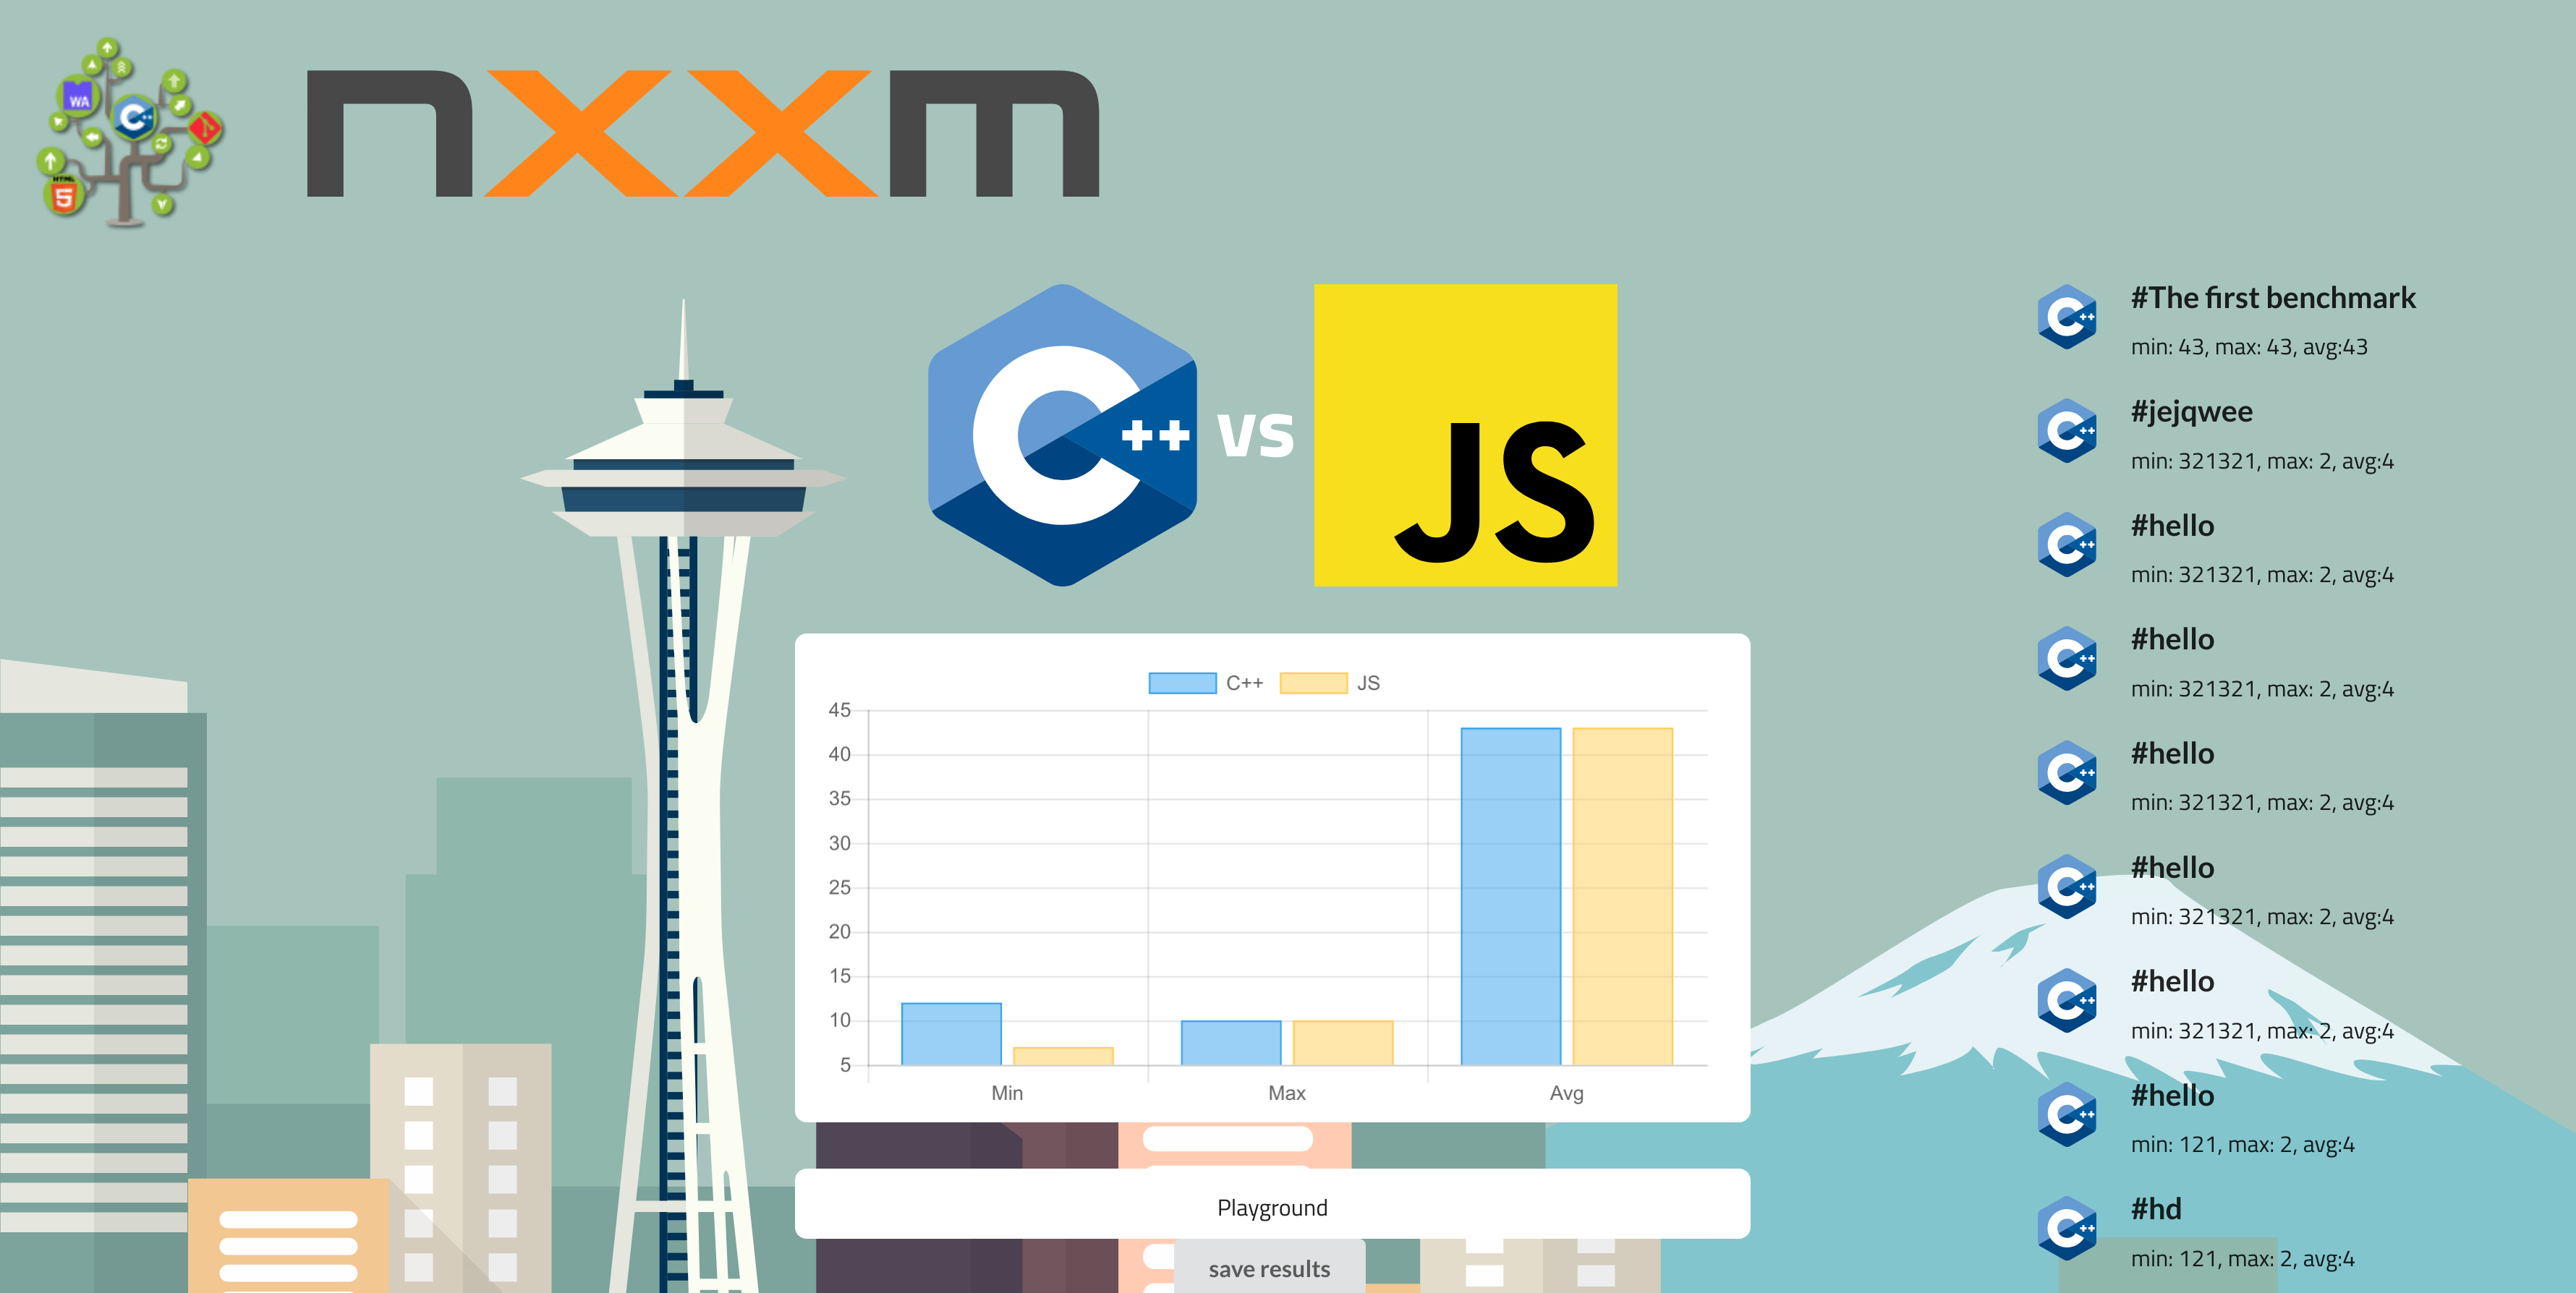 WA
C++
HTML
5
nxxm
C++ vs JS
C++ JS
45
40
35
30
25
20
15
10
5
Min Max Avg
Playground
save results
C++
#The first benchmark
min: 43, max: 43, avg:43
C++
#jejqwee
min: 321321, max: 2, avg:4
C++
#hello
min: 321321, max: 2, avg:4
C++
#hello
min: 321321, max: 2, avg:4
C++
#hello
min: 321321, max: 2, avg:4
C++
#hello
min: 321321, max: 2, avg:4
C++
#hello
min: 321321, max: 2, avg:4
C++
#hello
min: 121, max: 2, avg:4
C++
#hd
min: 121, max: 2, avg:4